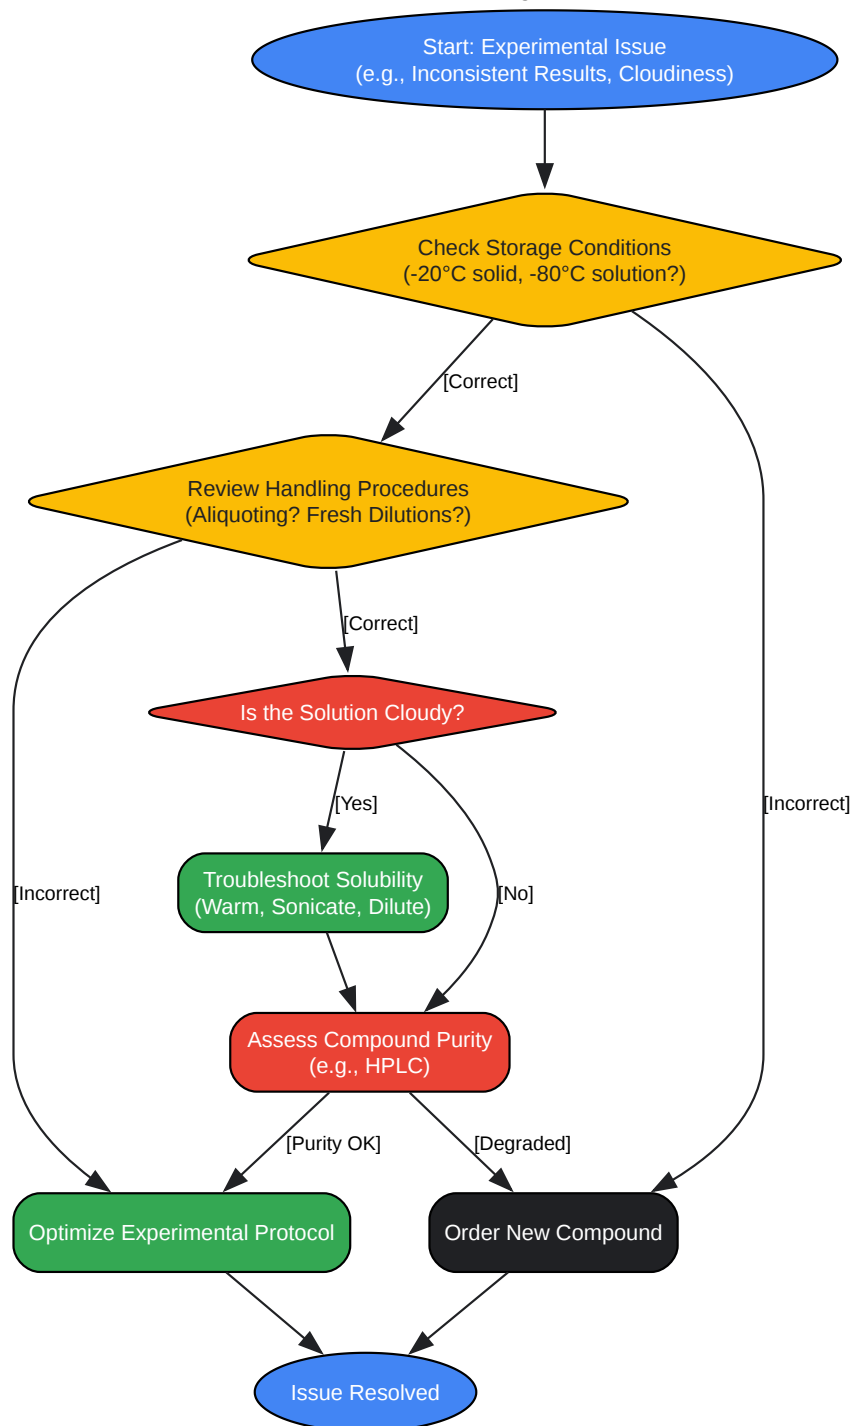 Start: Experimental Issue
(e.g., Inconsistent Results, Cloudiness)
Check Storage Conditions
(-20°C solid, -80°C solution?)
[Correct]
Review Handling Procedures
(Aliquoting? Fresh Dilutions?)
[Correct]
Is the Solution Cloudy?
[Yes]
[Incorrect]
Troubleshoot Solubility
(Warm, Sonicate, Dilute)
[Incorrect]
[No]
Assess Compound Purity
(e.g., HPLC)
[Purity OK]
[Degraded]
Optimize Experimental Protocol
Order New Compound
Issue Resolved